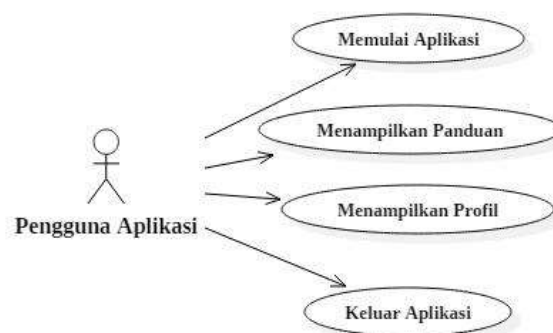 Memulai Aplikasi
Menampilkan Panduan
Menampilkan Profil
Pengguna Aplikasi
Keluar Aplikasi